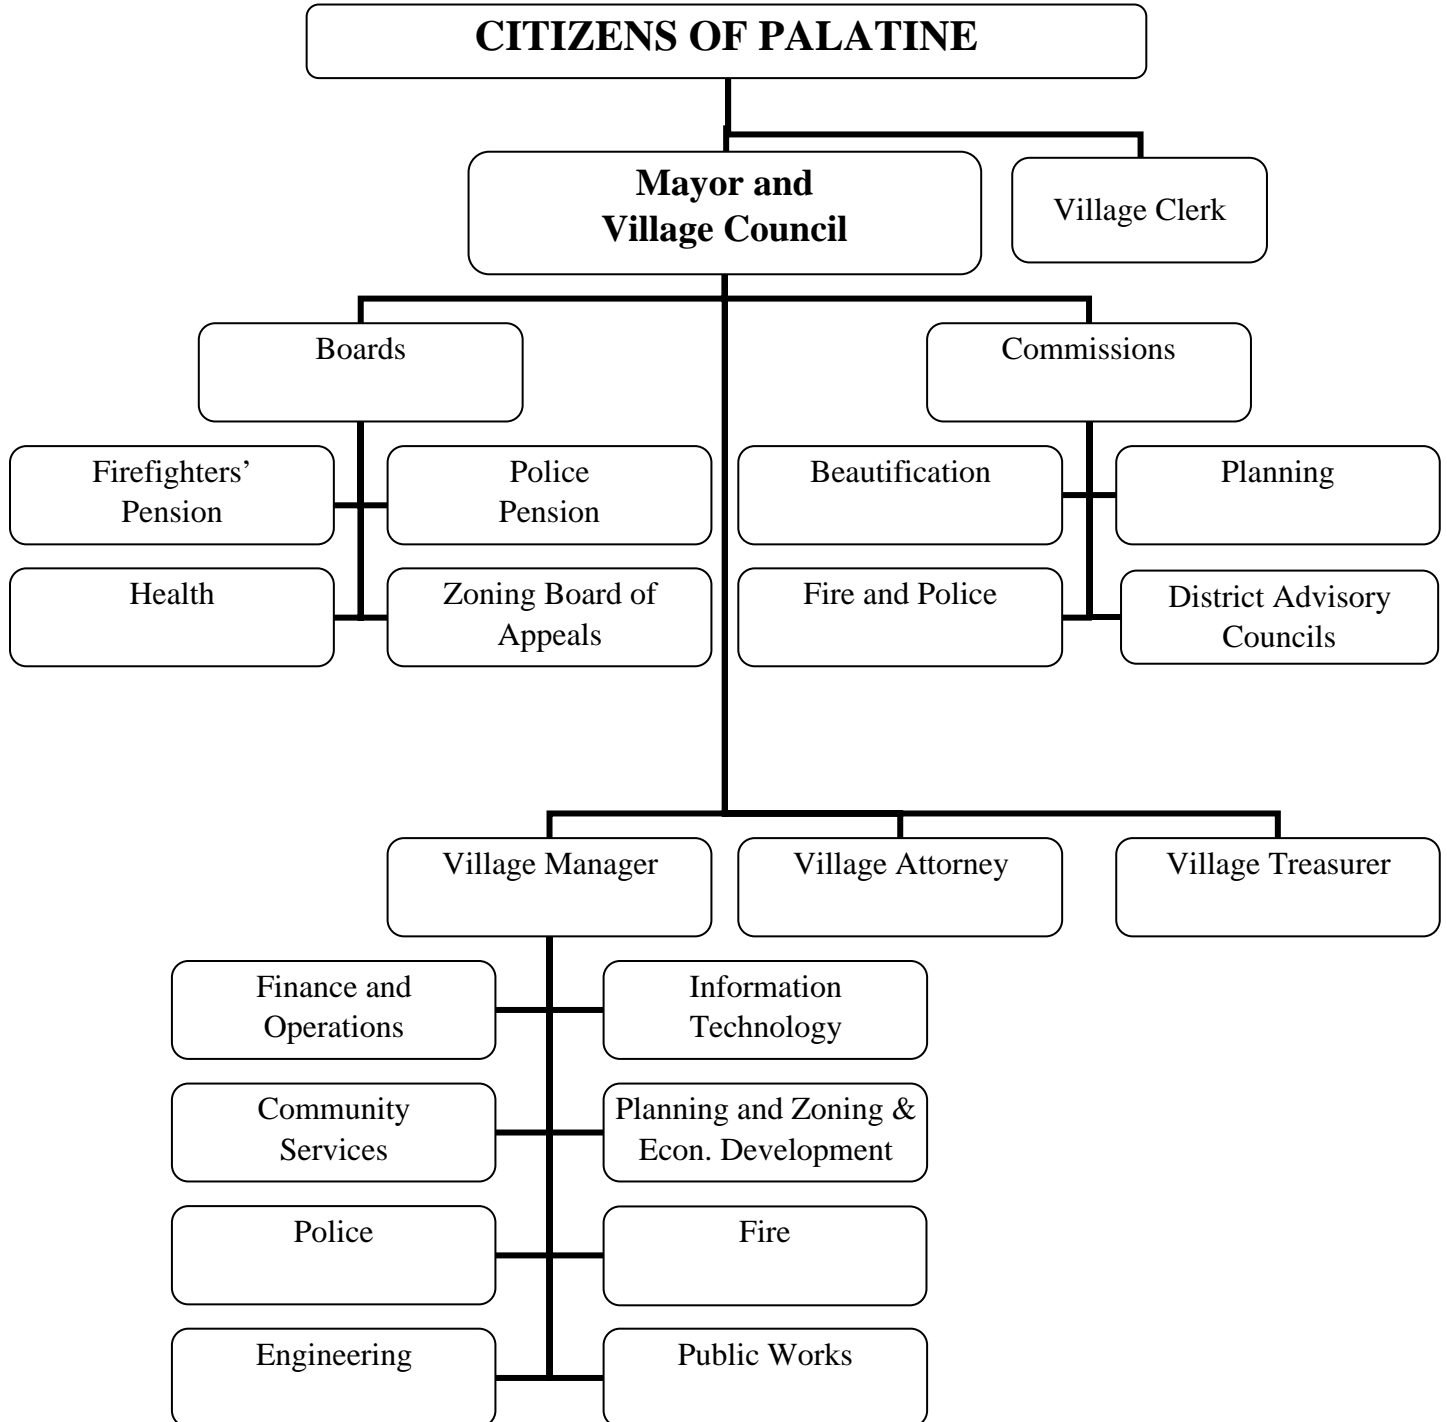 CITIZENS OF PALATINE
Mayor and
Village Council
Village Clerk
Boards
Commissions
Firefighters’
Pension
Police
Pension
Beautification
Planning
Health
Zoning Board of
Appeals
Fire and Police
District Advisory
Councils
Village Manager
Village Attorney
Village Treasurer
Finance and
Operations
Information
Technology
Community
Services
Planning and Zoning &
Econ. Development
Police
Fire
Engineering
Public Works